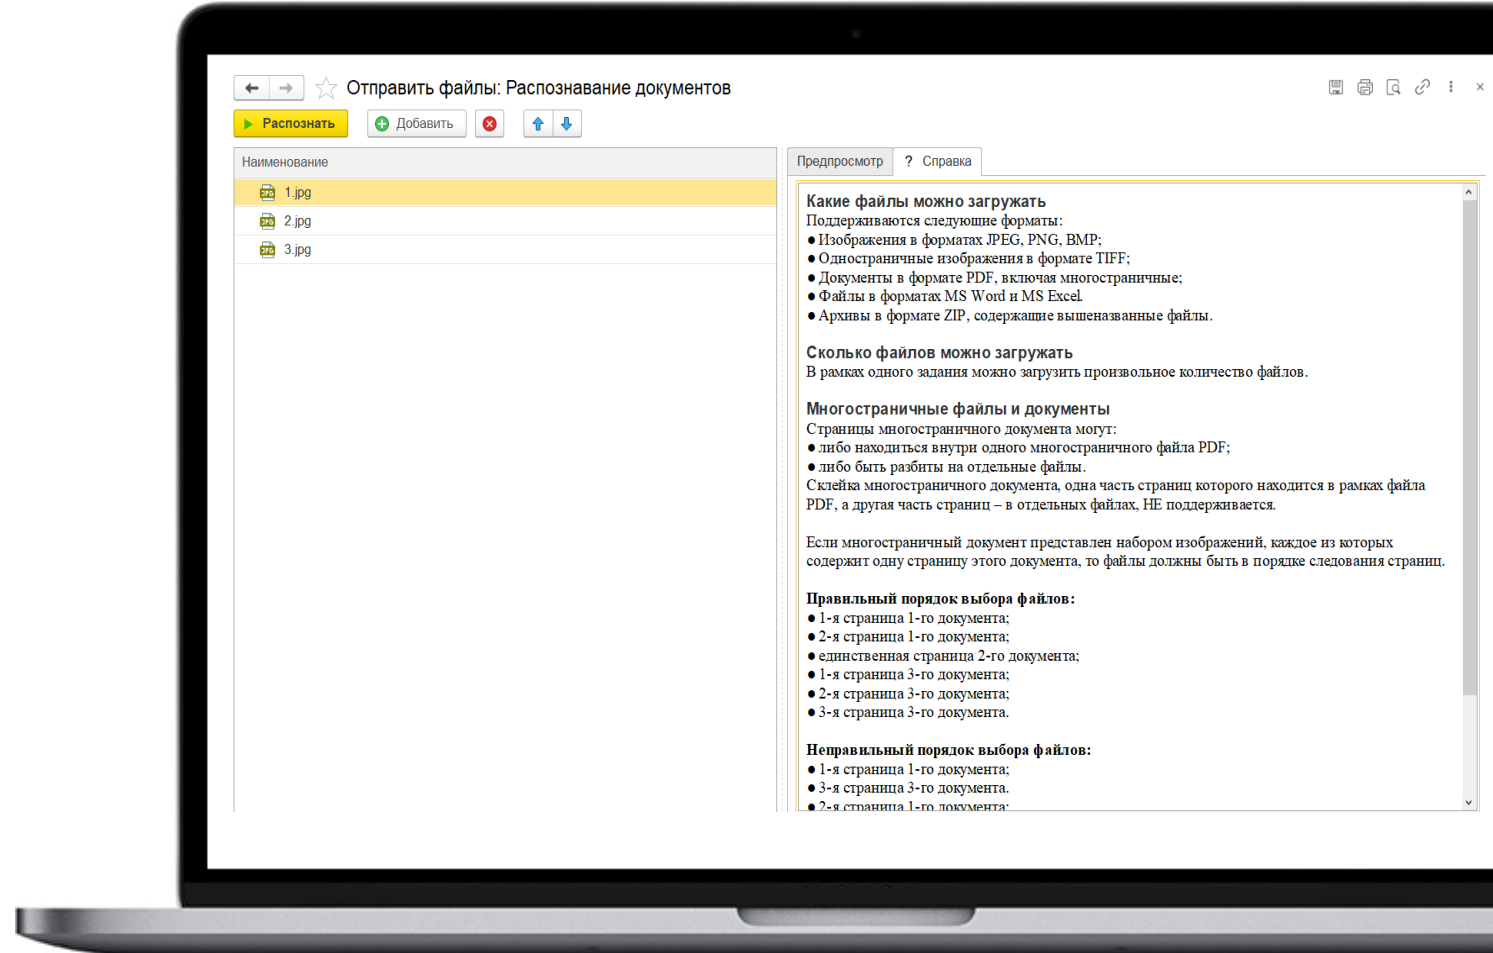 Отправить файлы: Распознавание документов
Распознать
Добавить
Наименование
1.jpg
2.jpg
3.jpg
Предпросмотр
? Справка
Какие файлы можно загружать
Поддерживаются следующие форматы:
● Изображения в форматах JPEG, PNG, BMP;
● Одностраничные изображения в формате TIFF;
● Документы в формате PDF, включая многостраничные;
● Файлы в форматах MS Word и MS Excel.
● Архивы в формате ZIP, содержащие вышеназванные файлы.
Сколько файлов можно загружать
В рамках одного задания можно загрузить произвольное количество файлов.
Многостраничные файлы и документы
Страницы многостраничного документа могут:
● либо находиться внутри одного многостраничного файла PDF;
● либо быть разбиты на отдельные файлы.
Склейка многостраничного документа, одна часть страниц которого находится в рамках файла
PDF, а другая часть страниц – в отдельных файлах, НЕ поддерживается.
Если многостраничный документ представлен набором изображений, каждое из которых
содержит одну страницу этого документа, то файлы должны быть в порядке следования страниц.
Правильный порядок выбора файлов:
● 1-я страница 1-го документа;
● 2-я страница 1-го документа;
● единственная страница 2-го документа;
● 1-я страница 3-го документа;
● 2-я страница 3-го документа;
● 3-я страница 3-го документа.
Неправильный порядок выбора файлов:
● 1-я страница 1-го документа;
● 3-я страница 3-го документа.
● 2-я страница 1-го документа;